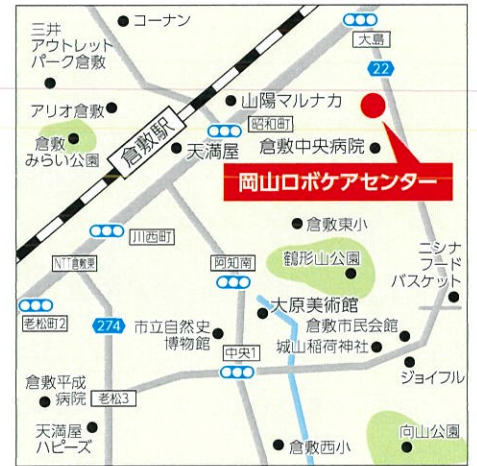 コーナン
三井
アウトレット
パーク倉敷
大島
22
アリオ倉敷
山陽マルナカ
昭和町
倉敷
みらい公園
倉敷駅
天満屋
倉敷中央病院
岡山ロボケアセンター
倉敷東小
川西町
NTT倉敷東
阿知南
鶴形山公園
ニシナ
フード
バスケット
老松町2
274
市立自然史
博物館
大原美術館
倉敷市民会館
城山稲荷神社
中央1
ジョイフル
倉敷平成
病院
老松3
天満屋
ハピーズ
倉敷西小
向山公園